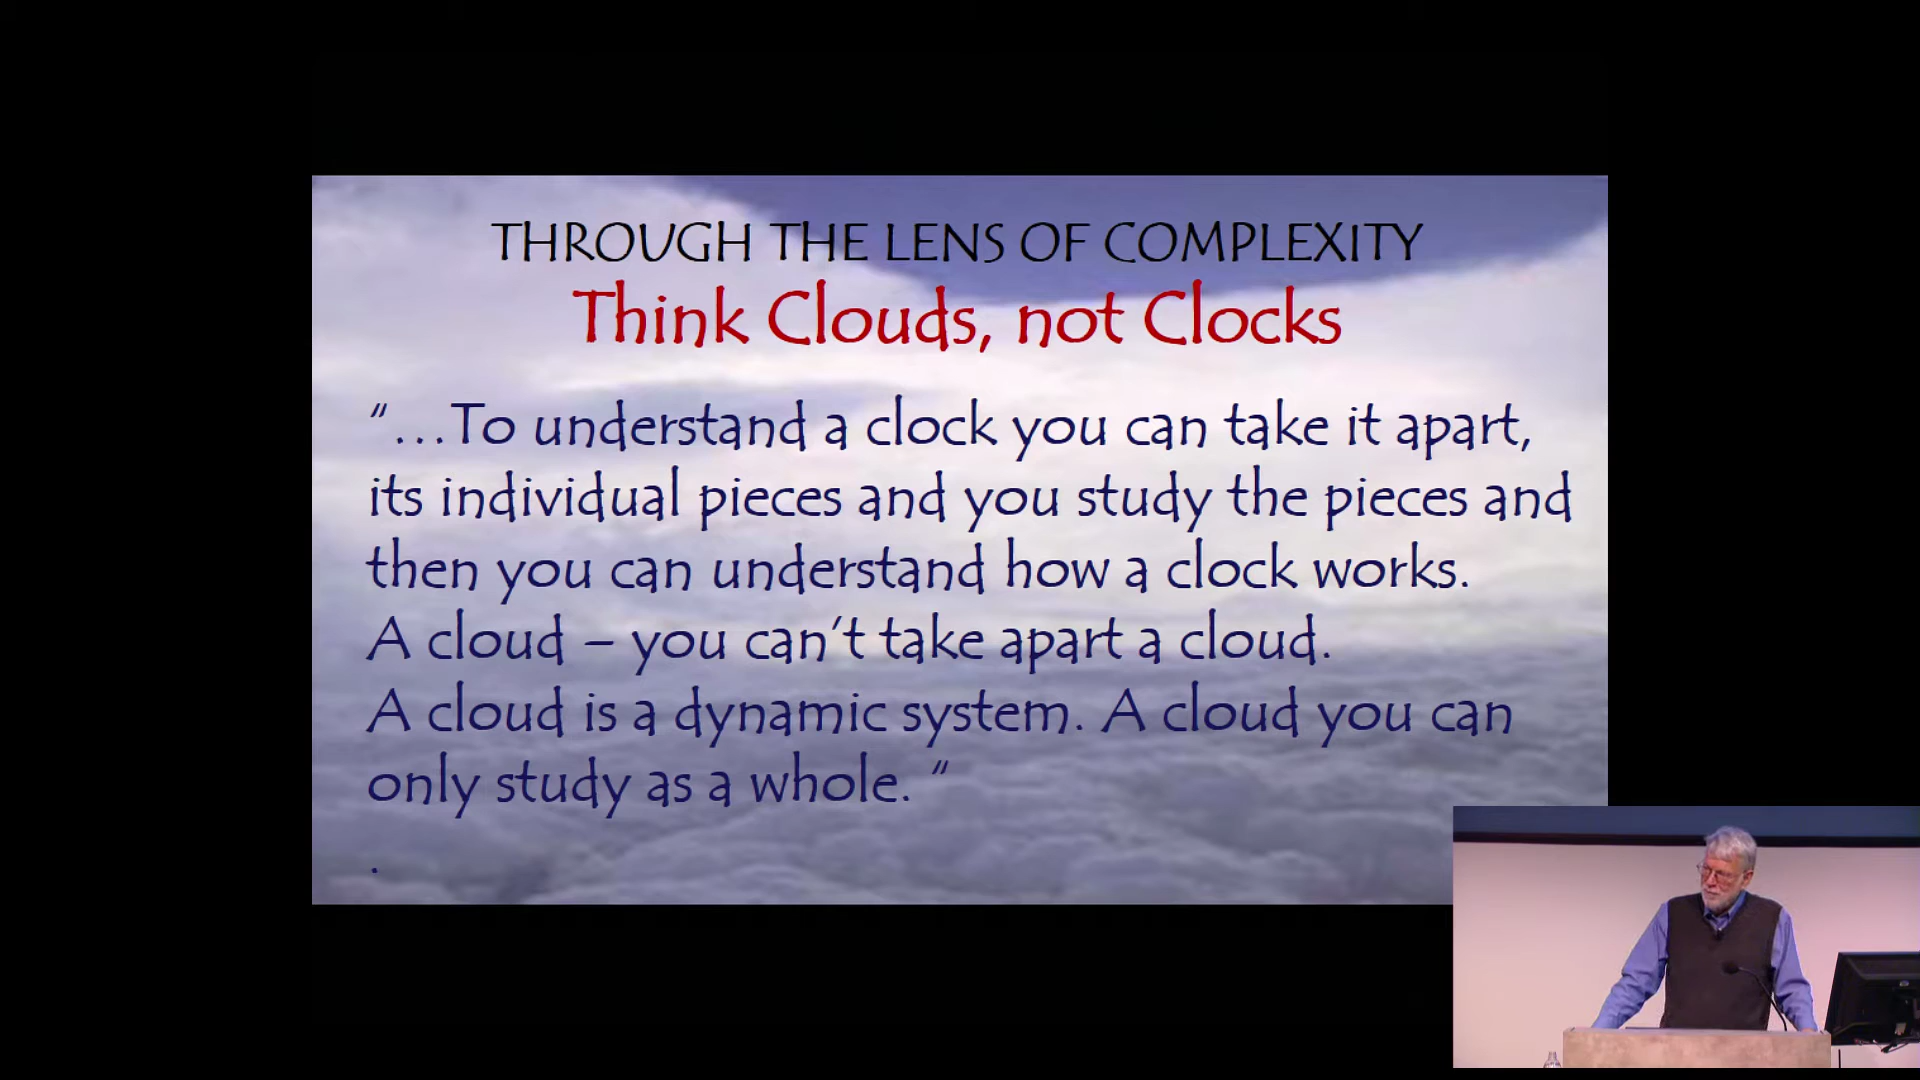 THROUGH THE LENS OF COMPLEXITY
Think Clouds, not Clocks
“…To understand a clock you can take it apart,
its individual pieces and you study the pieces and
then you can understand how a clock works.
A cloud – you can’t take apart a cloud.
A cloud is a dynamic system. A cloud you can
only study as a whole. “
.